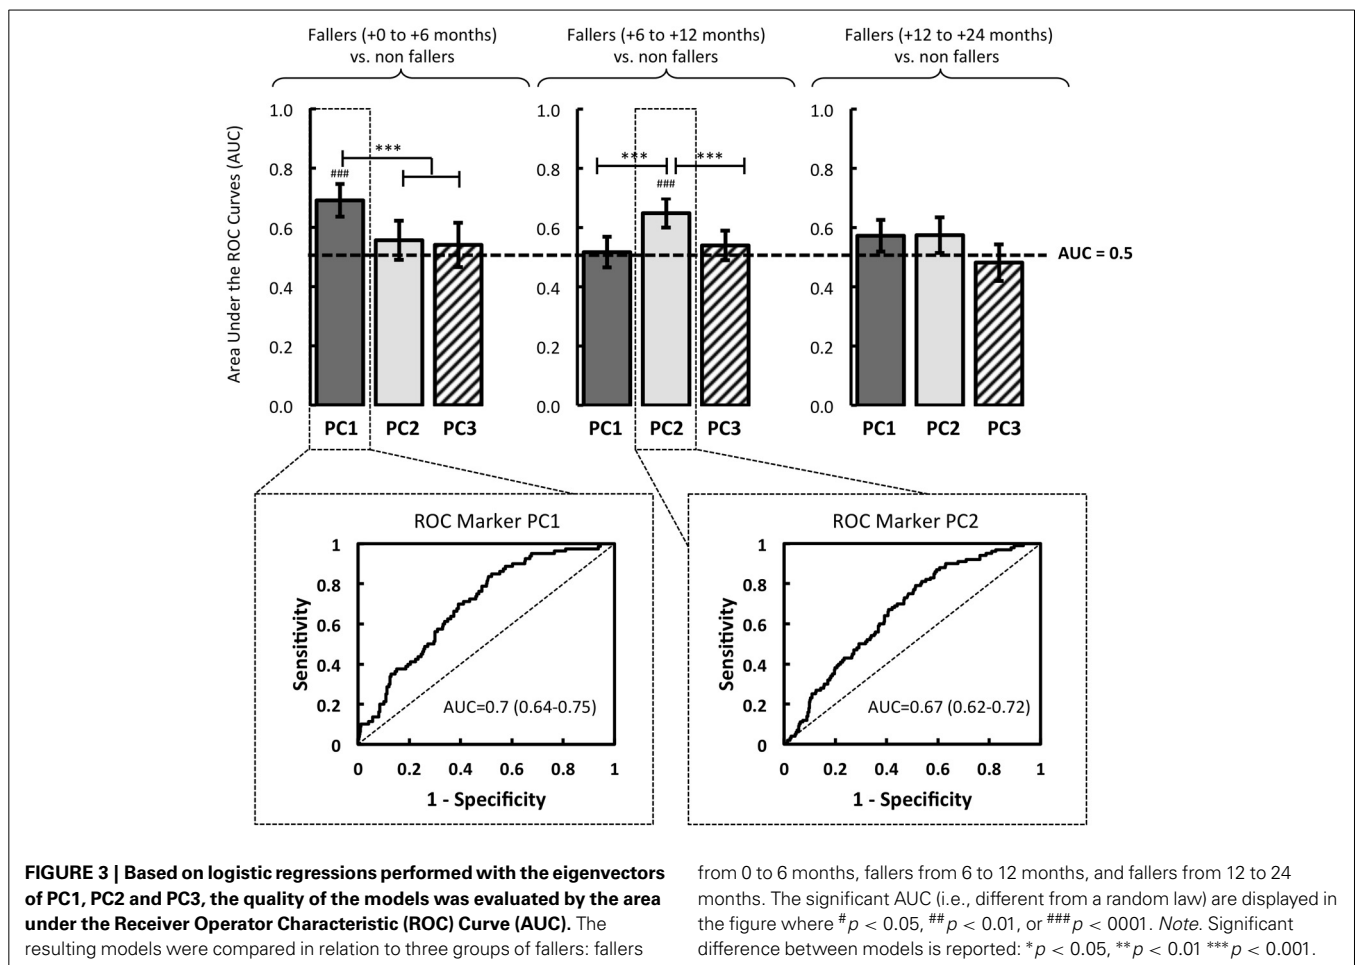 Fallers (+0 to +6 months)
vs. non fallers
Fallers (+6 to +12 months)
vs. non fallers
Fallers (+12 to +24 months)
vs. non fallers
Area Under the ROC Curves (AUC)
1.0
0.8
0.6
0.4
0.2
0.0
###
***
PC1
PC2
PC3
1.0
0.8
0.6
0.4
0.2
0.0
***
***
###
PC1
PC2
PC3
1.0
0.8
0.6
0.4
0.2
0.0
PC1
PC2
PC3
AUC = 0.5
ROC Marker PC1
Sensitivity
1
0.8
0.6
0.4
0.2
0
AUC=0.7 (0.64-0.75)
0 0.2 0.4 0.6 0.8 1
1 - Specificity
ROC Marker PC2
Sensitivity
1
0.8
0.6
0.4
0.2
0
AUC=0.67 (0.62-0.72)
0 0.2 0.4 0.6 0.8 1
1 - Specificity
FIGURE 3 | Based on logistic regressions performed with the eigenvectors
of PC1, PC2 and PC3, the quality of the models was evaluated by the area
under the Receiver Operator Characteristic (ROC) Curve (AUC). The
resulting models were compared in relation to three groups of fallers: fallers
from 0 to 6 months, fallers from 6 to 12 months, and fallers from 12 to 24
months. The significant AUC (i.e., different from a random law) are displayed in
the figure where #p < 0.05, ##p < 0.01, or ###p < 0001. Note. Significant
difference between models is reported: *p < 0.05, **p < 0.01 ***p < 0.001.